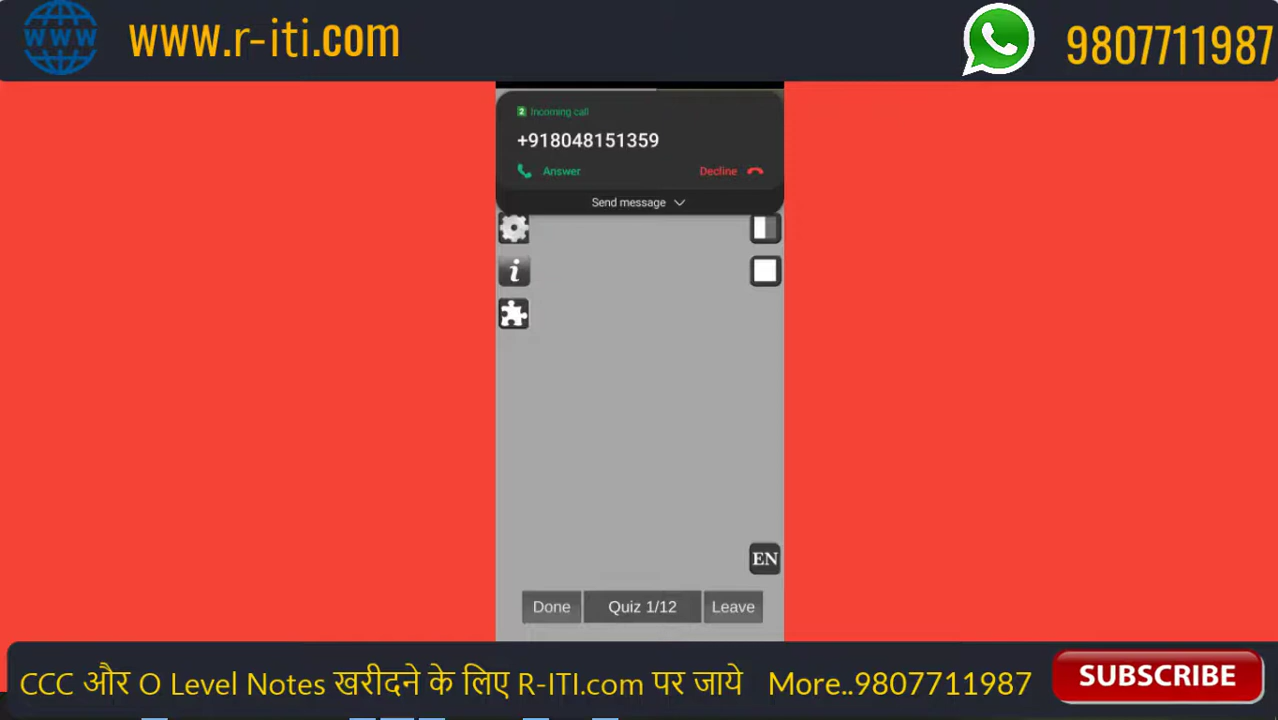 www.r-iti.com
9807711987
2 Incoming call
+918048151359
Answer
Decline
Send message
i
EN
Done
Quiz 1/12
Leave
CCC और O Level Notes खरीदने के लिए R-ITI.com पर जाये More..9807711987
SUBSCRIBE